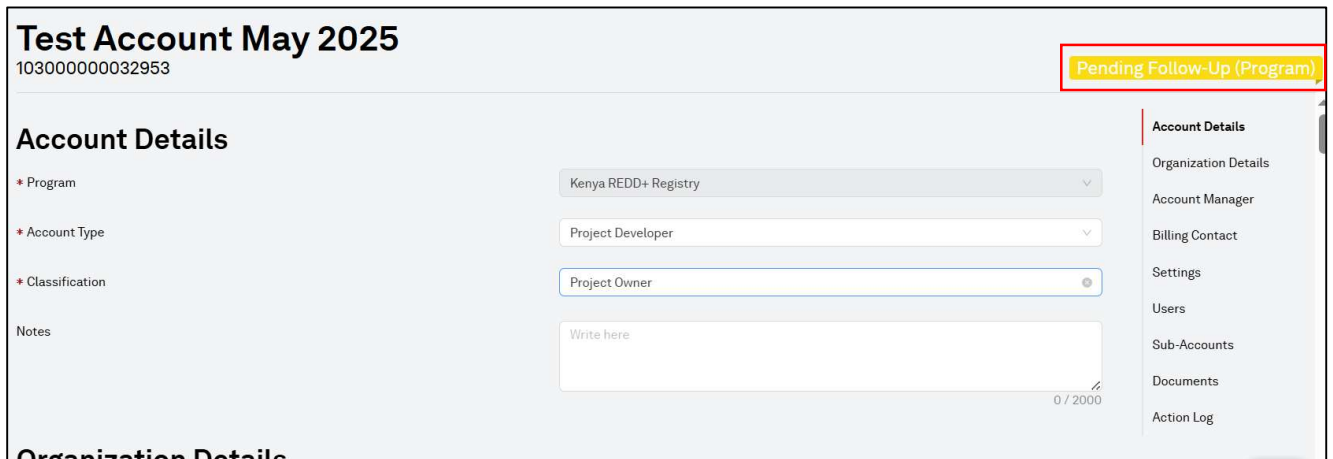 Test Account May 2025
103000000032953
Pending Follow-Up (Program)
Account Details
* Program
Kenya REDD+ Registry
* Account Type
Project Developer
* Classification
Project Owner
Notes
Write here
0 / 2000
Organization Details
Account Details
Organization Details
Account Manager
Billing Contact
Settings
Users
Sub-Accounts
Documents
Action Log